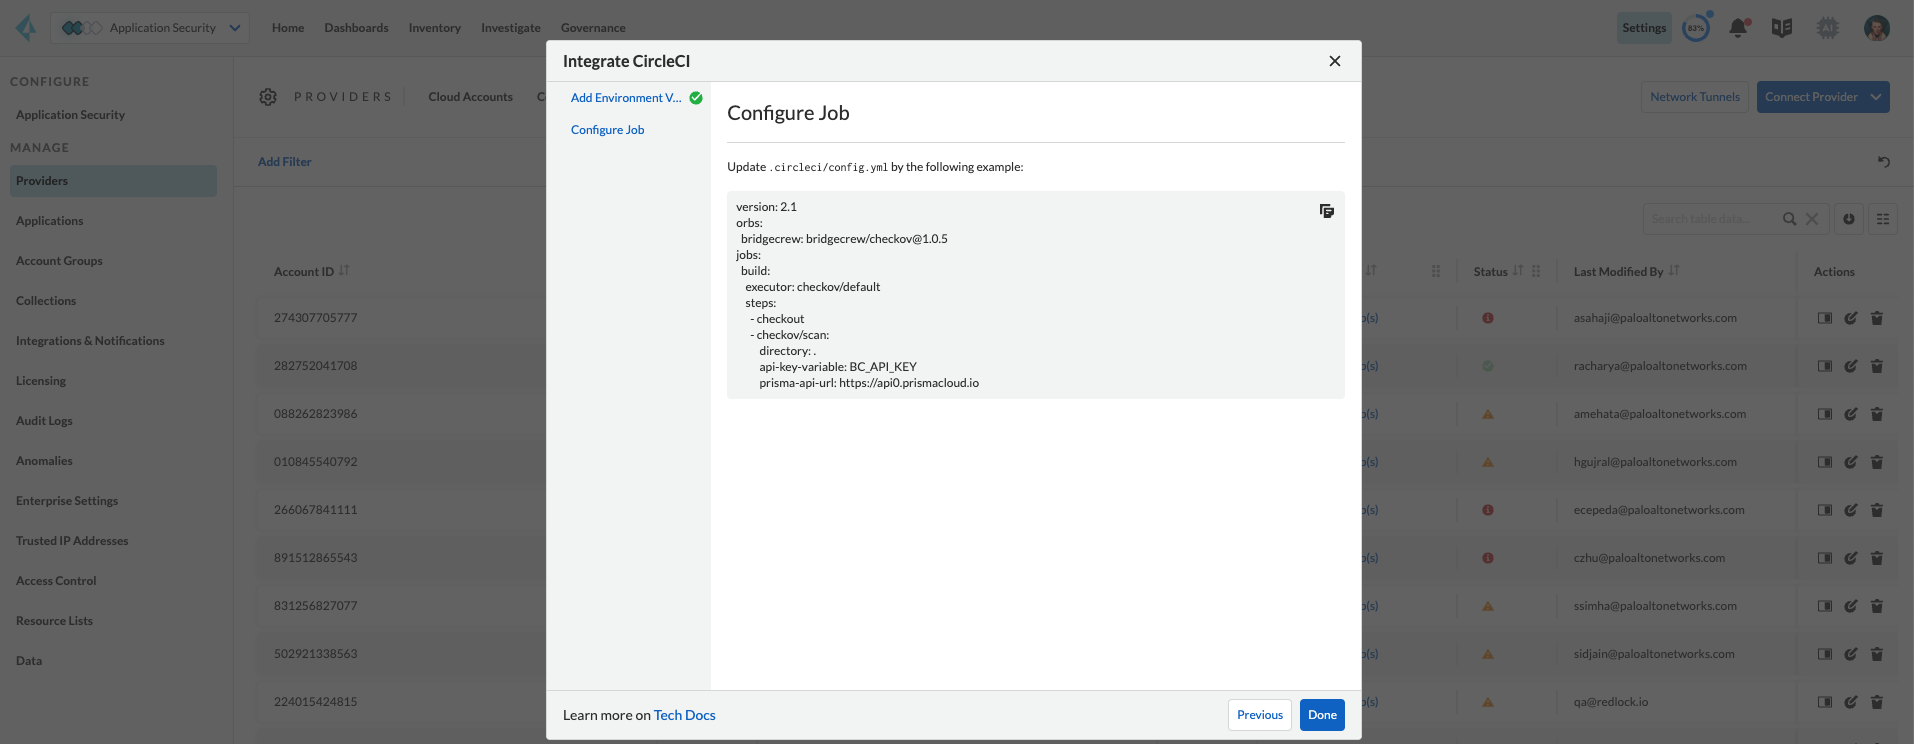 Application Security
Home
Dashboards
Inventory
Investigate
Governance
Settings
83%
AI
CONFIGURE
Application Security
MANAGE
Providers
Applications
Account Groups
Collections
Integrations & Notifications
Licensing
Audit Logs
Anomalies
Enterprise Settings
Trusted IP Addresses
Access Control
Resource Lists
Data
PROVIDERS
Cloud Accounts
Network Tunnels
Connect Provider
Add Filter
Search table data...
Account ID
Status
Last Modified By
Actions
274307705777
asahaji@paloaltonetworks.com
282752041708
racharya@paloaltonetworks.com
088262823986
amehata@paloaltonetworks.com
010845540792
hgujral@paloaltonetworks.com
266067841111
ecepeda@paloaltonetworks.com
891512865543
czhu@paloaltonetworks.com
831256827077
ssimha@paloaltonetworks.com
502921338563
sidjain@paloaltonetworks.com
224015424815
qa@redlock.io
Integrate CircleCI
Add Environment V...
Configure Job
Configure Job
Update .circleci/config.yml by the following example:
version: 2.1
orbs:
bridgecrew: bridgecrew/checkov@1.0.5
jobs:
build:
executor: checkov/default
steps:
- checkout
- checkov/scan:
directory: .
api-key-variable: BC_API_KEY
prisma-api-url: https://api0.prismacloud.io
Learn more on Tech Docs
Previous
Done